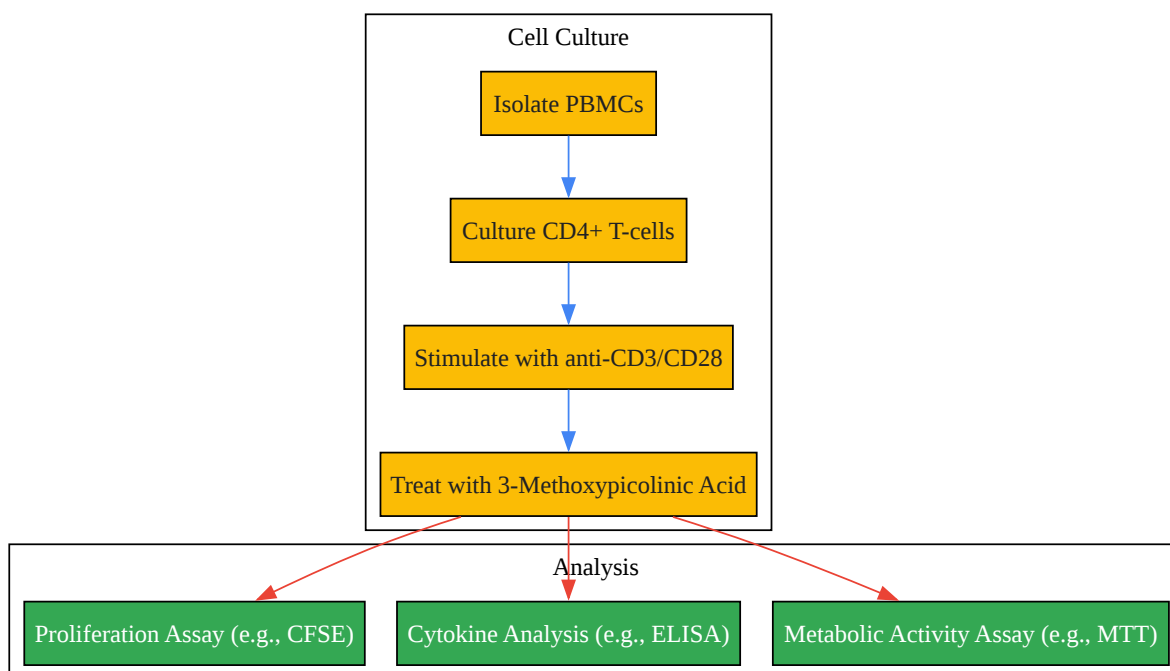 Cell Culture
Isolate PBMCs
Culture CD4+ T-cells
Stimulate with anti-CD3/CD28
Treat with 3-Methoxypicolinic Acid
Analysis
Proliferation Assay (e.g., CFSE)
Cytokine Analysis (e.g., ELISA)
Metabolic Activity Assay (e.g., MTT)